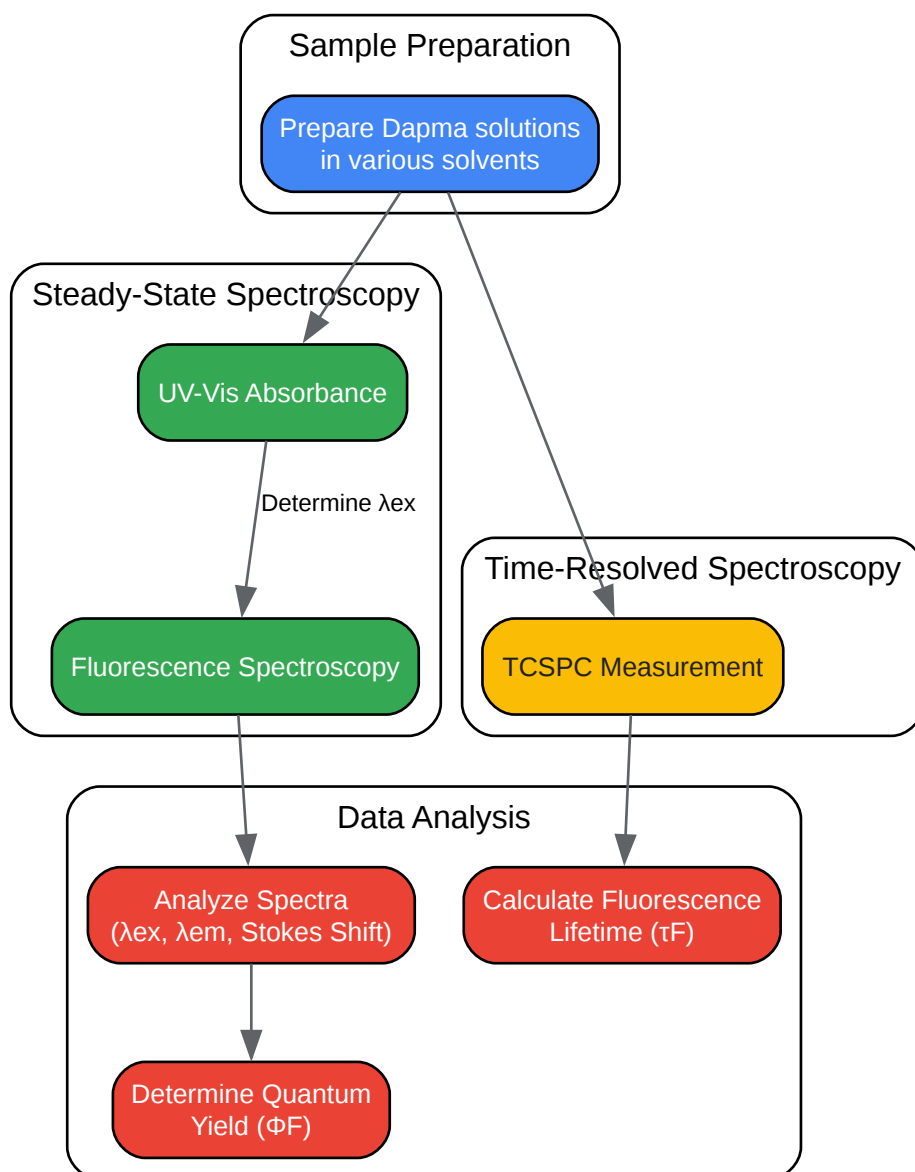 Sample Preparation
Prepare Dapma solutions
in various solvents
Steady-State Spectroscopy
UV-Vis Absorbance
Determine λex
Fluorescence Spectroscopy
Time-Resolved Spectroscopy
TCSPC Measurement
Data Analysis
Analyze Spectra
(λex, λem, Stokes Shift)
Calculate Fluorescence
Lifetime (τF)
Determine Quantum
Yield (ΦF)